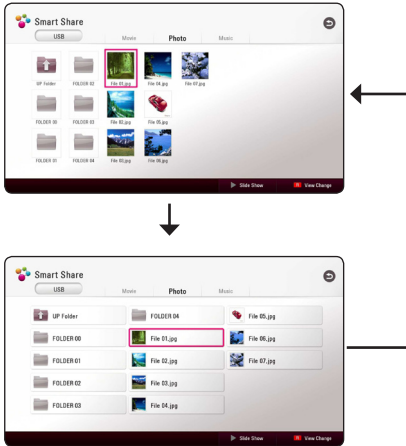 Smart Share
USB
Movie Photo Music
UP Folder FOLDER 02 File 01.jpg File 04.jpg File 07.jpg
FOLDER 00 FOLDER 03 File 02.jpg File 05.jpg
FOLDER 01 FOLDER 04 File 03.jpg File 06.jpg
Slide Show R View Change
Smart Share
USB
Movie Photo Music
UP Folder FOLDER 04 File 05.jpg
FOLDER 00 File 01.jpg File 06.jpg
FOLDER 01 File 02.jpg File 07.jpg
FOLDER 02 File 03.jpg
FOLDER 03 File 04.jpg
Slide Show R View Change